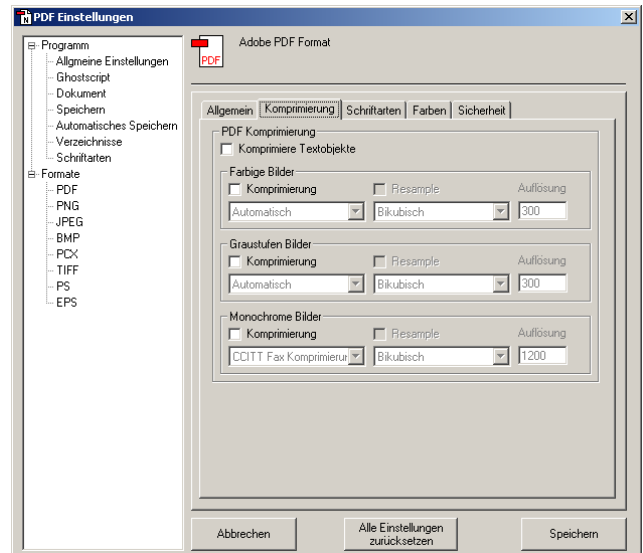 PDF Einstellungen
Programm
Allgmeine Einstellungen
Ghostscript
Dokument
Speichern
Automatisches Speichern
Verzeichnisse
Schriftarten
Formate
PDF
PNG
JPEG
BMP
PCX
TIFF
PS
EPS
PDF
Adobe PDF Format
Allgemein Komprimierung Schriftarten Farben Sicherheit
PDF Komprimierung
Komprimiere Textobjekte
Farbige Bilder
Komprimierung Resample Auflösung
Automatisch Bikubisch 300
Graustufen Bilder
Komprimierung Resample Auflösung
Automatisch Bikubisch 300
Monochrome Bilder
Komprimierung Resample Auflösung
CCITT Fax Komprimierur Bikubisch 1200
Abbrechen
Alle Einstellungen
zurücksetzen
Speichern